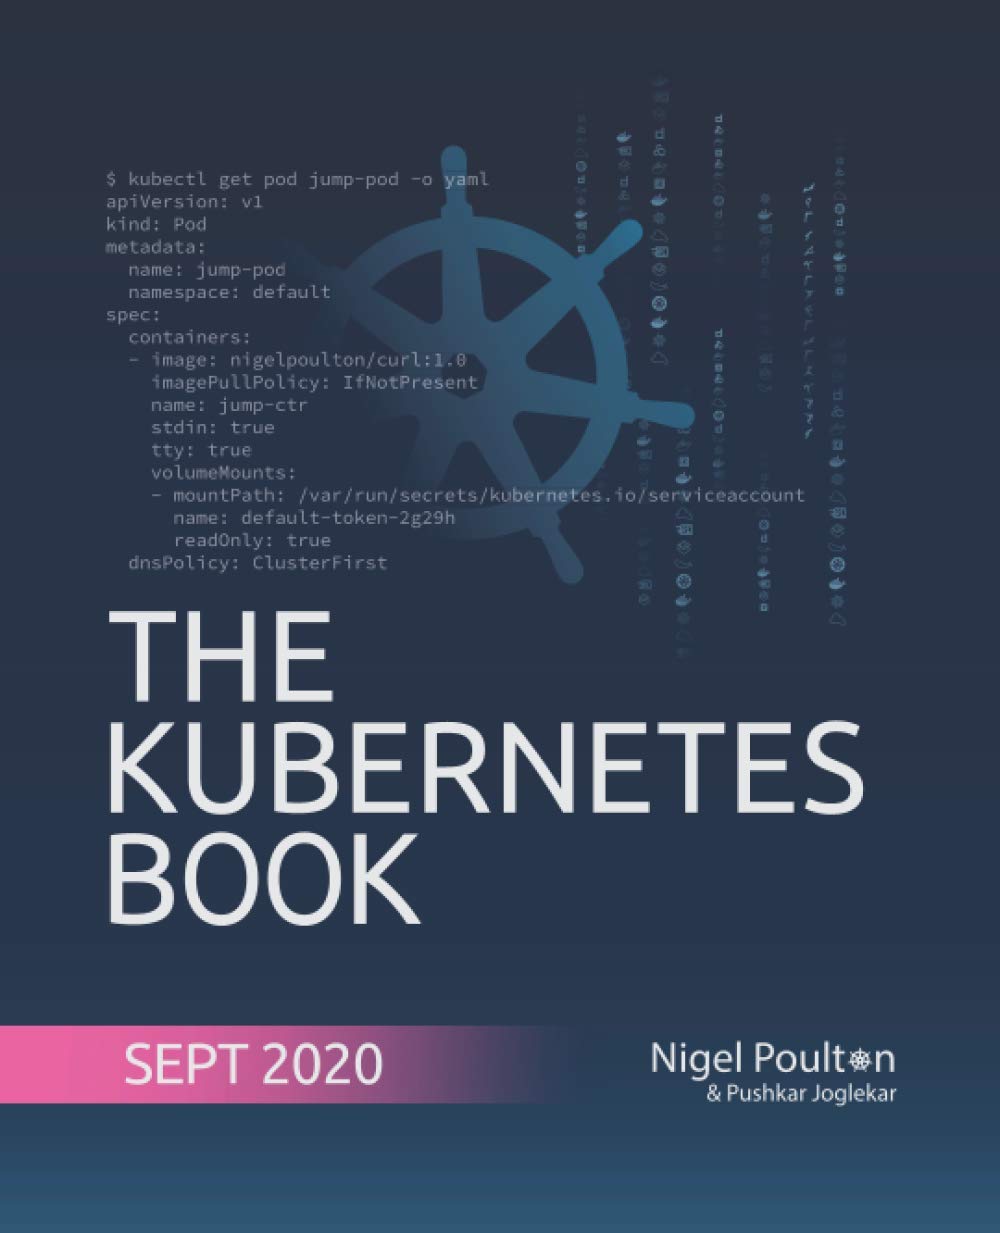 $ kubectl get pod jump-pod -o yaml
apiVersion: v1
kind: Pod
metadata:
  name: jump-pod
  namespace: default
spec:
  containers:
  - image: nigelpoulton/curl:1.0
    imagePullPolicy: IfNotPresent
    name: jump-ctr
    stdin: true
    tty: true
    volumeMounts:
    - mountPath: /var/run/secrets/kubernetes.io/serviceaccount
      name: default-token-2g29h
      readOnly: true
  dnsPolicy: ClusterFirst
THE
KUBERNETES
BOOK
SEPT 2020
Nigel Poulton
& Pushkar Joglekar